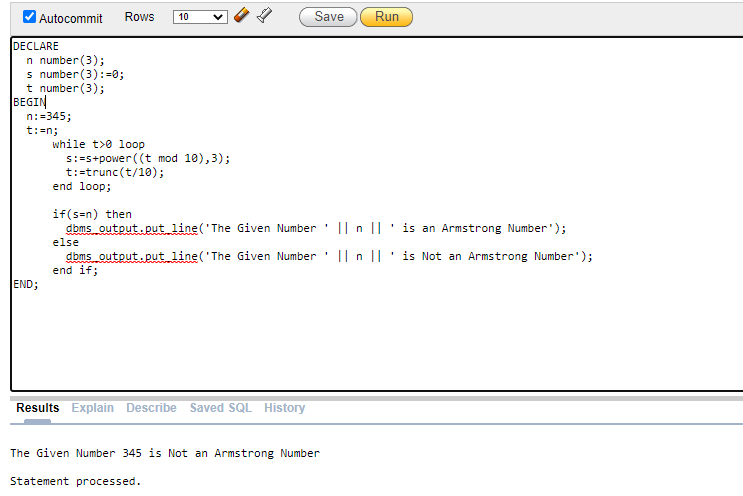 Autocommit Rows 10 Save Run
DECLARE
  n number(3);
  s number(3):=0;
  t number(3);
BEGIN
  n:=345;
  t:=n;
      while t>0 loop
        s:=s+power((t mod 10),3);
        t:=trunc(t/10);
      end loop;

      if(s=n) then
        dbms_output.put_line('The Given Number ' || n || ' is an Armstrong Number');
      else
        dbms_output.put_line('The Given Number ' || n || ' is Not an Armstrong Number');
      end if;
END;
Results Explain Describe Saved SQL History
The Given Number 345 is Not an Armstrong Number
Statement processed.